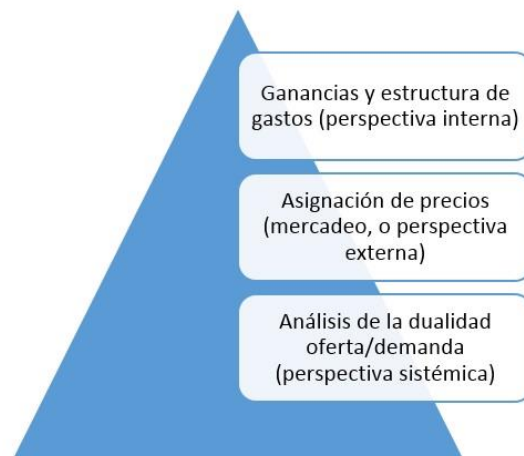 Ganancias y estructura de
gastos (perspectiva interna)
Asignación de precios
(mercadeo, o perspectiva
externa)
Análisis de la dualidad
oferta/demanda
(perspectiva sistémica)